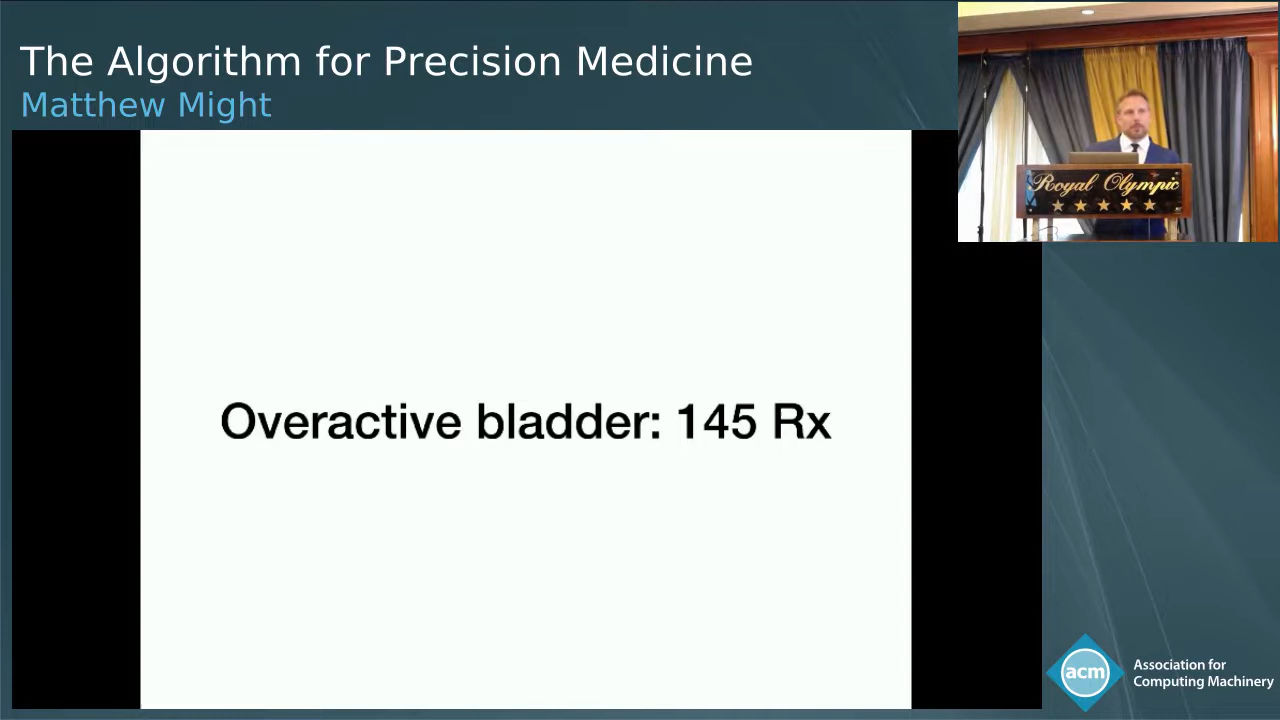 The Algorithm for Precision Medicine
Matthew Might
Royal Olympic
Overactive bladder: 145 Rx
acm
Association for
Computing Machinery